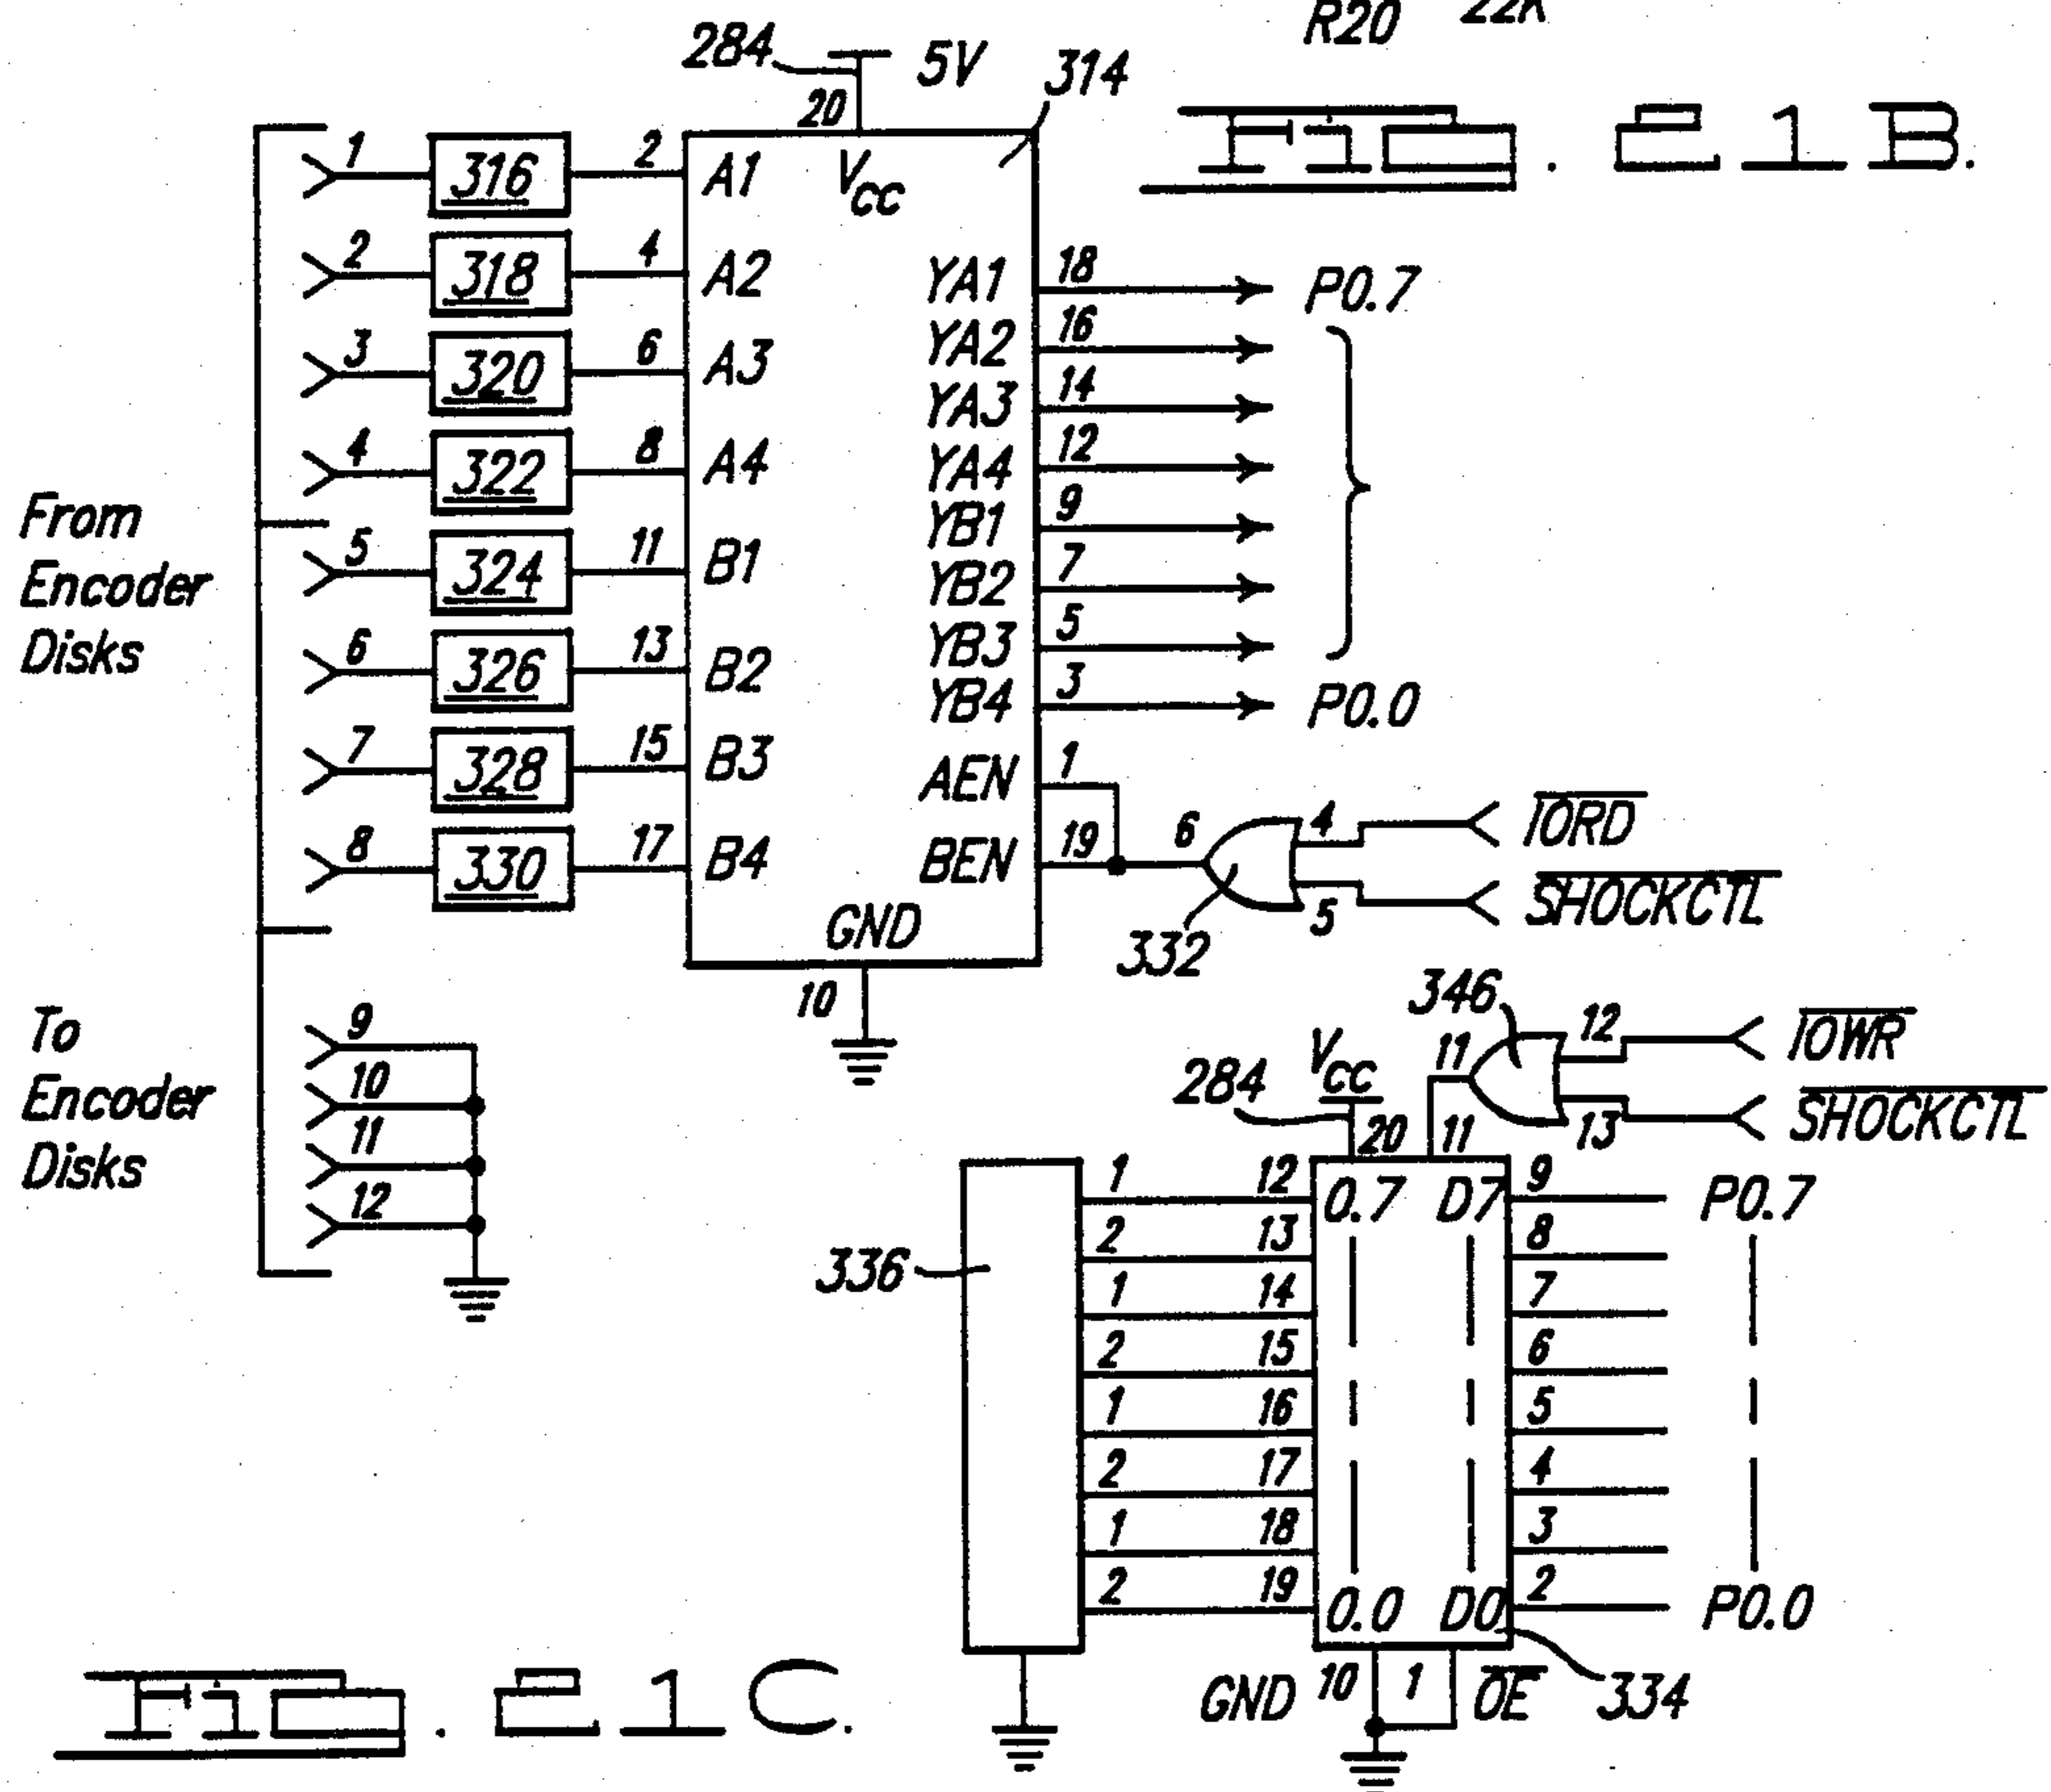 R20 22K
284 5V 314
20
FIG. 21B.
1 316 2 A1 VCC
2 318 4 A2 YA1 18 P0.7
3 320 6 A3 YA2 16
YA3 14
4 322 8 A4 YA4 12
From
Encoder
Disks
5 324 11 B1 YB1 9
YB2 7
6 326 13 B2 YB3 5
YB4 3 P0.0
7 328 15 B3 AEN 1
8 330 17 B4 BEN 19 6 4 IORD
5 SHOCKCTL
GND 332
10
To
Encoder
Disks
9
10
11
12
346 12 IOWR
284 VCC 11 13 SHOCKCTL
20 11
336
1 12 0.7 D7 9 P0.7
2 13 8
1 14 7
2 15 6
1 16 5
2 17 4
1 18 3
2 19 0.0 D0 2 P0.0
GND 10 1 OE 334
FIG. 21C.